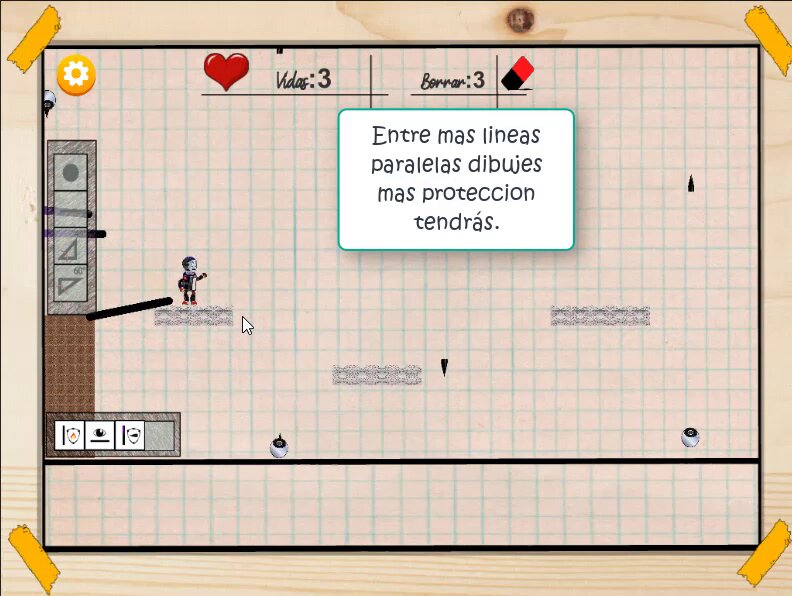 Vidas:3
Borrar:3
Entre mas lineas
paralelas dibujes
mas proteccion
tendrás.
60°